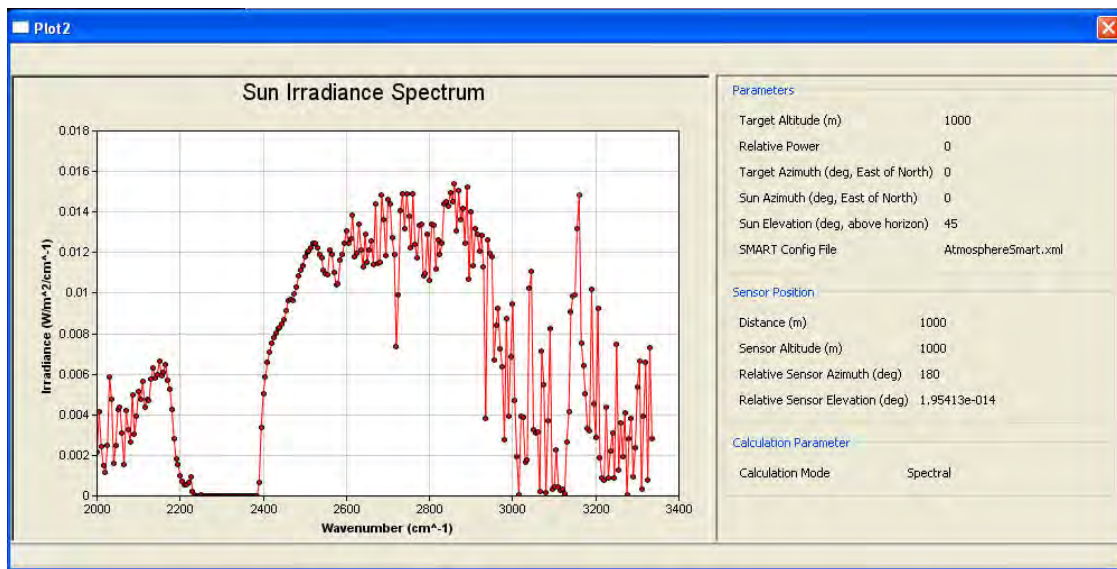 Plot2
Sun Irradiance Spectrum
0.018
0.016
0.014
0.012
0.01
0.008
0.006
0.004
0.002
0
Irradiance (W/m^2/cm^-1)
2000 2200 2400 2600 2800 3000 3200 3400
Wavenumber (cm^-1)
Parameters
Target Altitude (m) 1000
Relative Power 0
Target Azimuth (deg, East of North) 0
Sun Azimuth (deg, East of North) 0
Sun Elevation (deg, above horizon) 45
SMART Config File AtmosphereSmart.xml
Sensor Position
Distance (m) 1000
Sensor Altitude (m) 1000
Relative Sensor Azimuth (deg) 180
Relative Sensor Elevation (deg) 1.95413e-014
Calculation Parameter
Calculation Mode Spectral